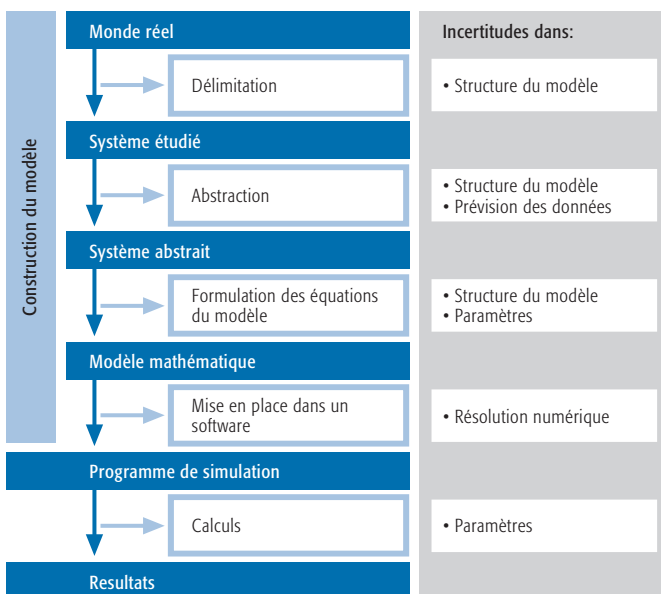 Monde réel
Incertitudes dans:
Délimitation
• Structure du modèle
Système étudié
Abstraction
• Structure du modèle
• Prévision des données
Système abstrait
Formulation des équations
du modèle
• Structure du modèle
• Paramètres
Modèle mathématique
Mise en place dans un
software
• Résolution numérique
Programme de simulation
Calculs
• Paramètres
Resultats
Construction du modèle